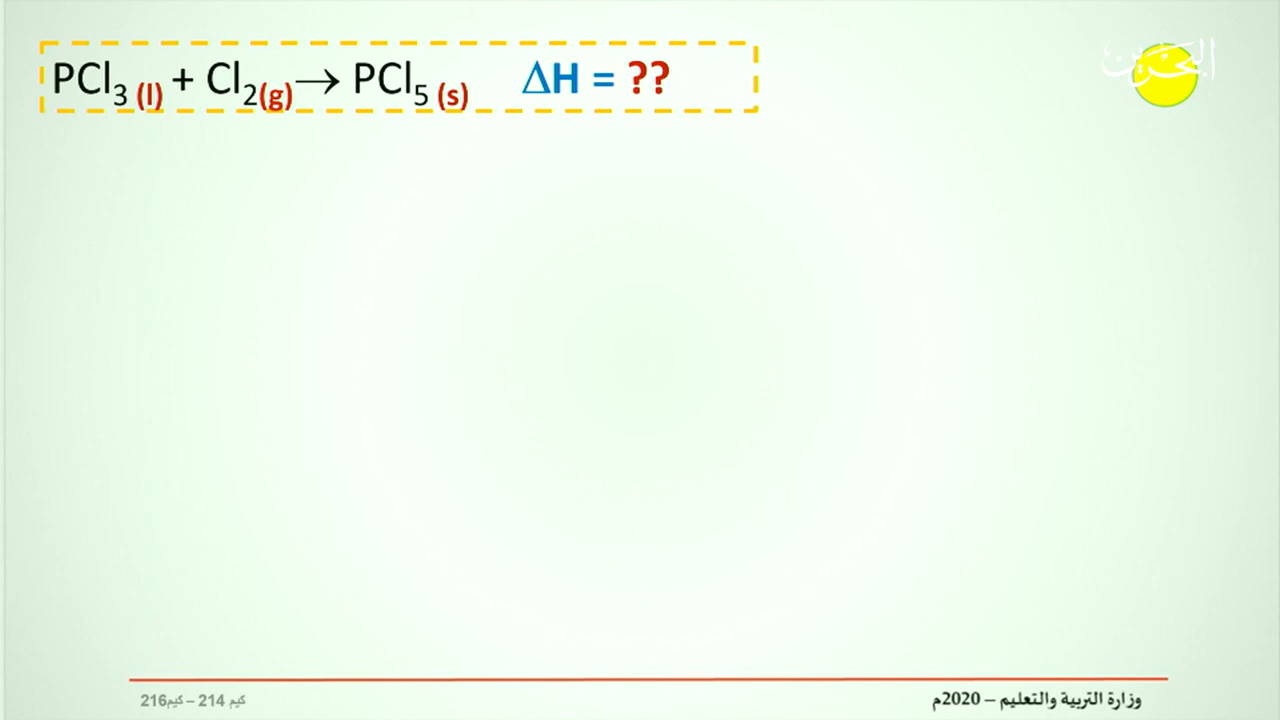 PCl3 (l) + Cl2(g)→ PCl5 (s) ΔH = ??
البحرين
كيم 214 – كيم216
وزارة التربية والتعليم – 2020م